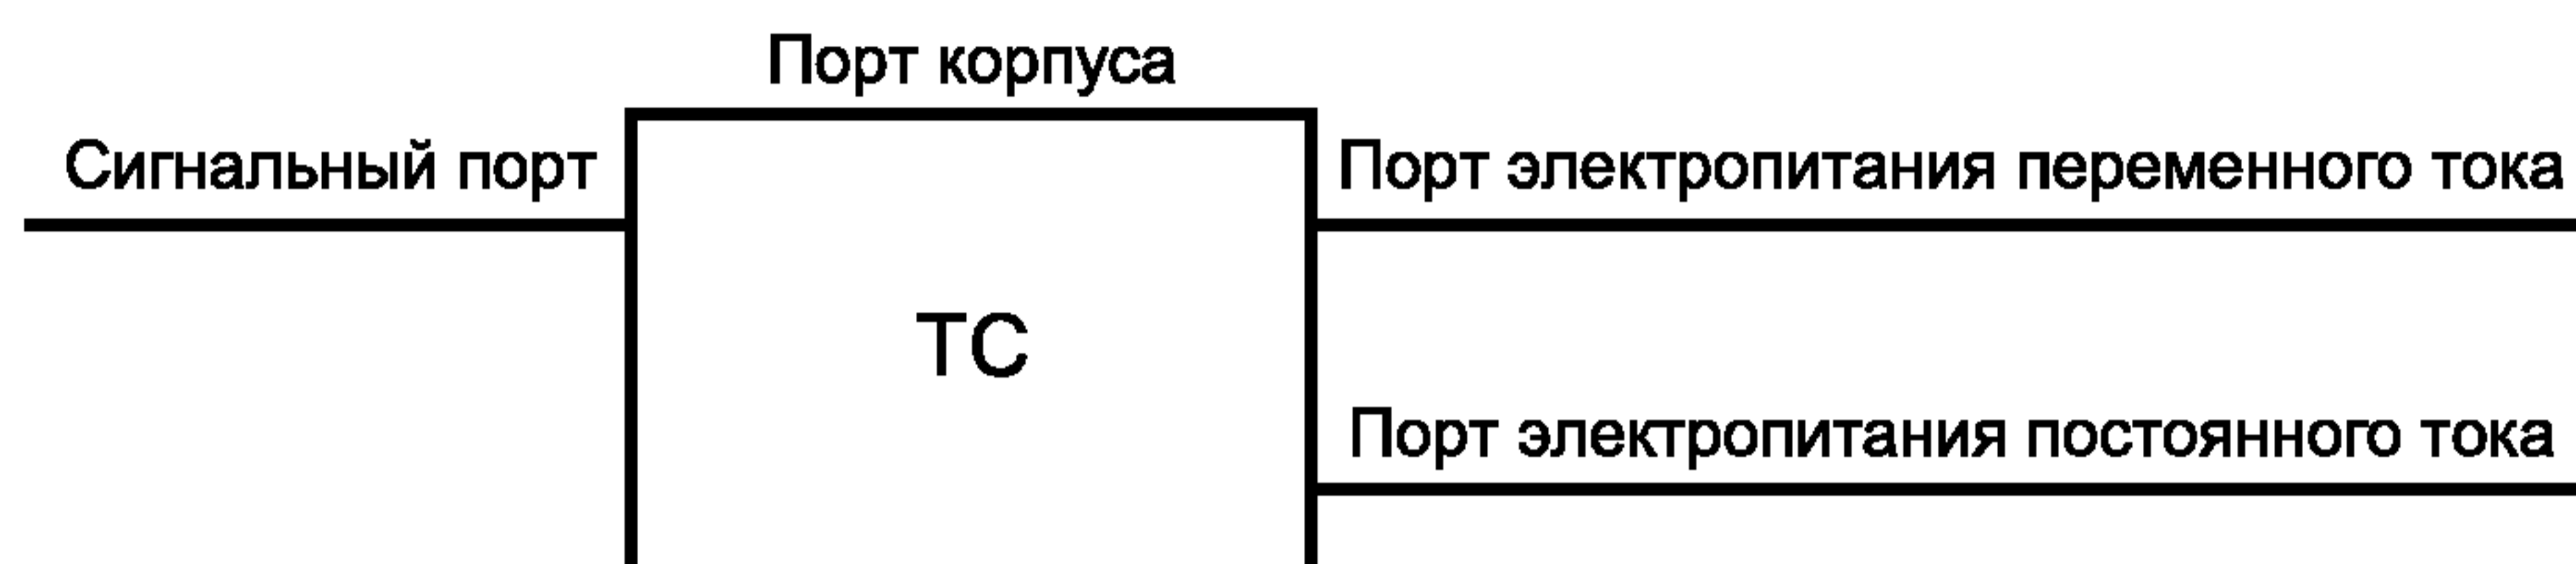 Порт корпуса
Сигнальный порт
Порт электропитания переменного тока
ТС
Порт электропитания постоянного тока